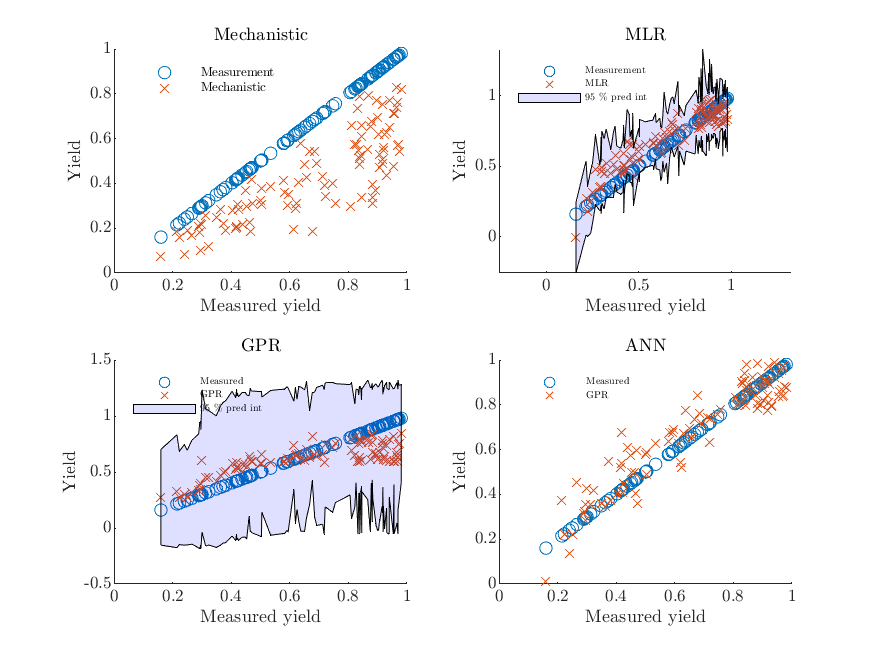 Mechanistic
1
0.8
0.6
0.4
0.2
0
Yield
Measurement
Mechanistic
0 0.2 0.4 0.6 0.8 1
Measured yield
MLR
1
0.5
0
Yield
Measurement
MLR
95 % pred int
0 0.5 1
Measured yield
GPR
1.5
1
0.5
0
-0.5
Yield
Measured
GPR
95 % pred int
0 0.2 0.4 0.6 0.8 1
Measured yield
ANN
1
0.8
0.6
0.4
0.2
0
Yield
Measured
GPR
0 0.2 0.4 0.6 0.8 1
Measured yield